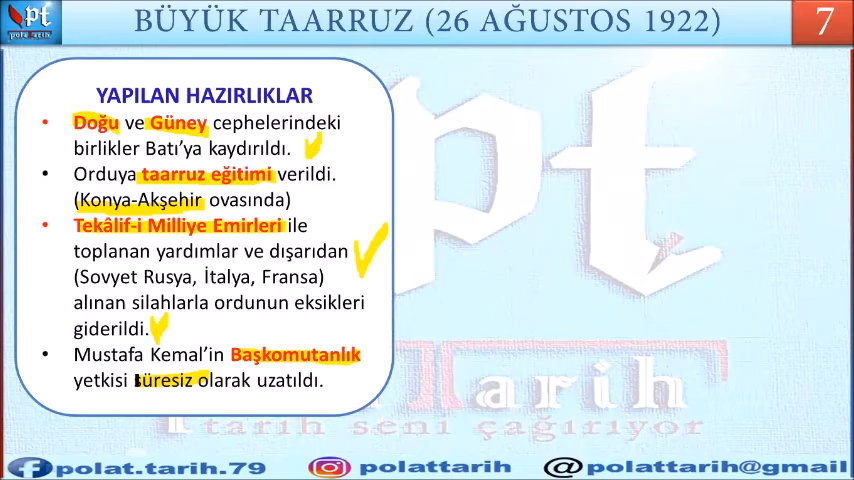 pt
polattarih
BÜYÜK TAARRUZ (26 AĞUSTOS 1922)
7
YAPILAN HAZIRLIKLAR
• Doğu ve Güney cephelerindeki
birlikler Batı’ya kaydırıldı.
• Orduya taarruz eğitimi verildi.
(Konya-Akşehir ovasında)
• Tekâlif-i Milliye Emirleri ile
toplanan yardımlar ve dışarıdan
(Sovyet Rusya, İtalya, Fransa)
alınan silahlarla ordunun eksikleri
giderildi.
• Mustafa Kemal’in Başkomutanlık
yetkisi süresiz olarak uzatıldı.
pt
tarih
tarih seni çağırıyor
polat.tarih.79
polattarih
@polattarih@gmail